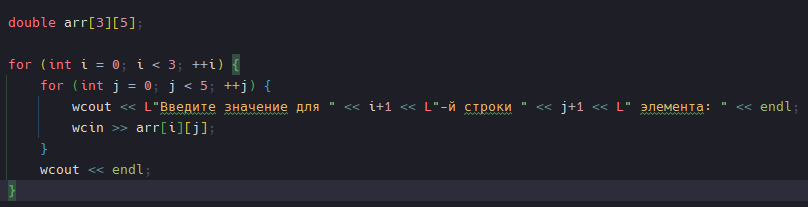 double arr[3][5];
for (int i = 0; i < 3; ++i) {
for (int j = 0; j < 5; ++j) {
wcout << L"Введите значение для " << i+1 << L"-й строки " << j+1 << L" элемента: " << endl;
wcin >> arr[i][j];
}
wcout << endl;
}